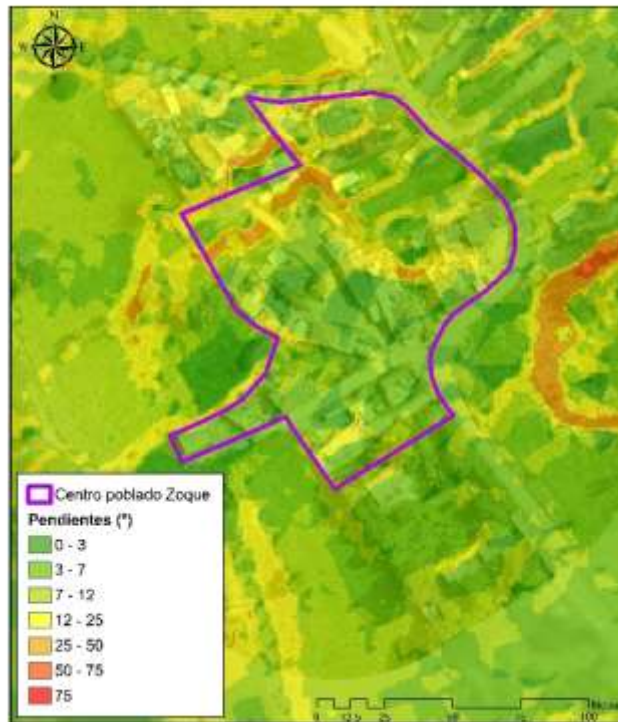 N
W E
S
Centro poblado Zoque
Pendientes (°)
0 - 3
3 - 7
7 - 12
12 - 25
25 - 50
50 - 75
75
0 12.5 25 50 75 100